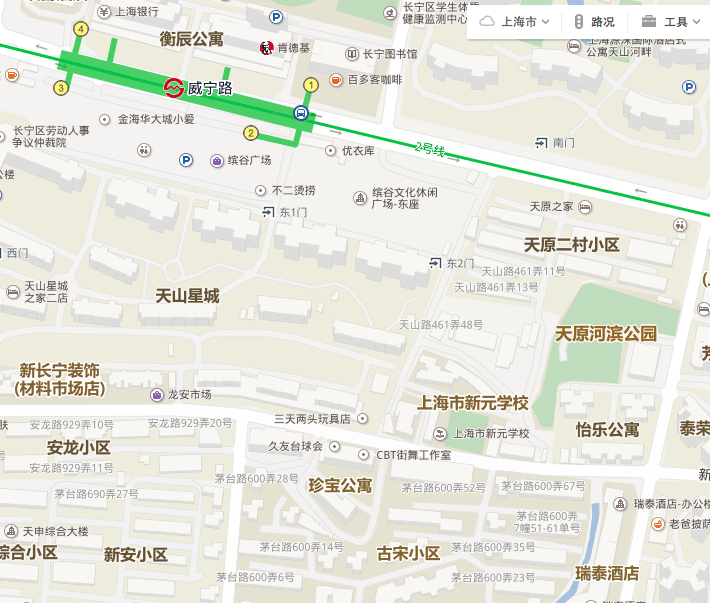 上海银行
长宁区学生体质
健康监测中心
上海市
路况
工具
衡辰公寓
4
P
肯德基
长宁图书馆
公寓天山河畔
3
威宁路
1
百多客咖啡
P
金海华大城小爱
2
长宁区劳动人事
争议仲裁院
P
缤谷广场
优衣库
2号线
南门
不二烫捞
缤谷文化休闲
广场-东座
东1门
天原之家
西门
东2门
天原二村小区
天山路461弄11号
天山路461弄13号
天山星城
之家二店
天山星城
天山路461弄48号
天原河滨公园
新长宁装饰
(材料市场店)
龙安市场
上海市新元学校
安龙路929弄10号
安龙路929弄20号
三天两头玩具店
上海市新元学校
怡乐公寓
泰荣
安龙小区
久友台球会
CBT街舞工作室
安龙路929弄11号
茅台路600弄28号
珍宝公寓
茅台路600弄52号
茅台路600弄67号
茅台路690弄27号
瑞泰酒店-办公楼
天申综合大楼
茅台路600弄
7幢51-61单号
老爸披萨
综合小区
新安小区
茅台路600弄14号
古宋小区
茅台路600弄35号
茅台路600弄6号
茅台路600弄23号
瑞泰酒店